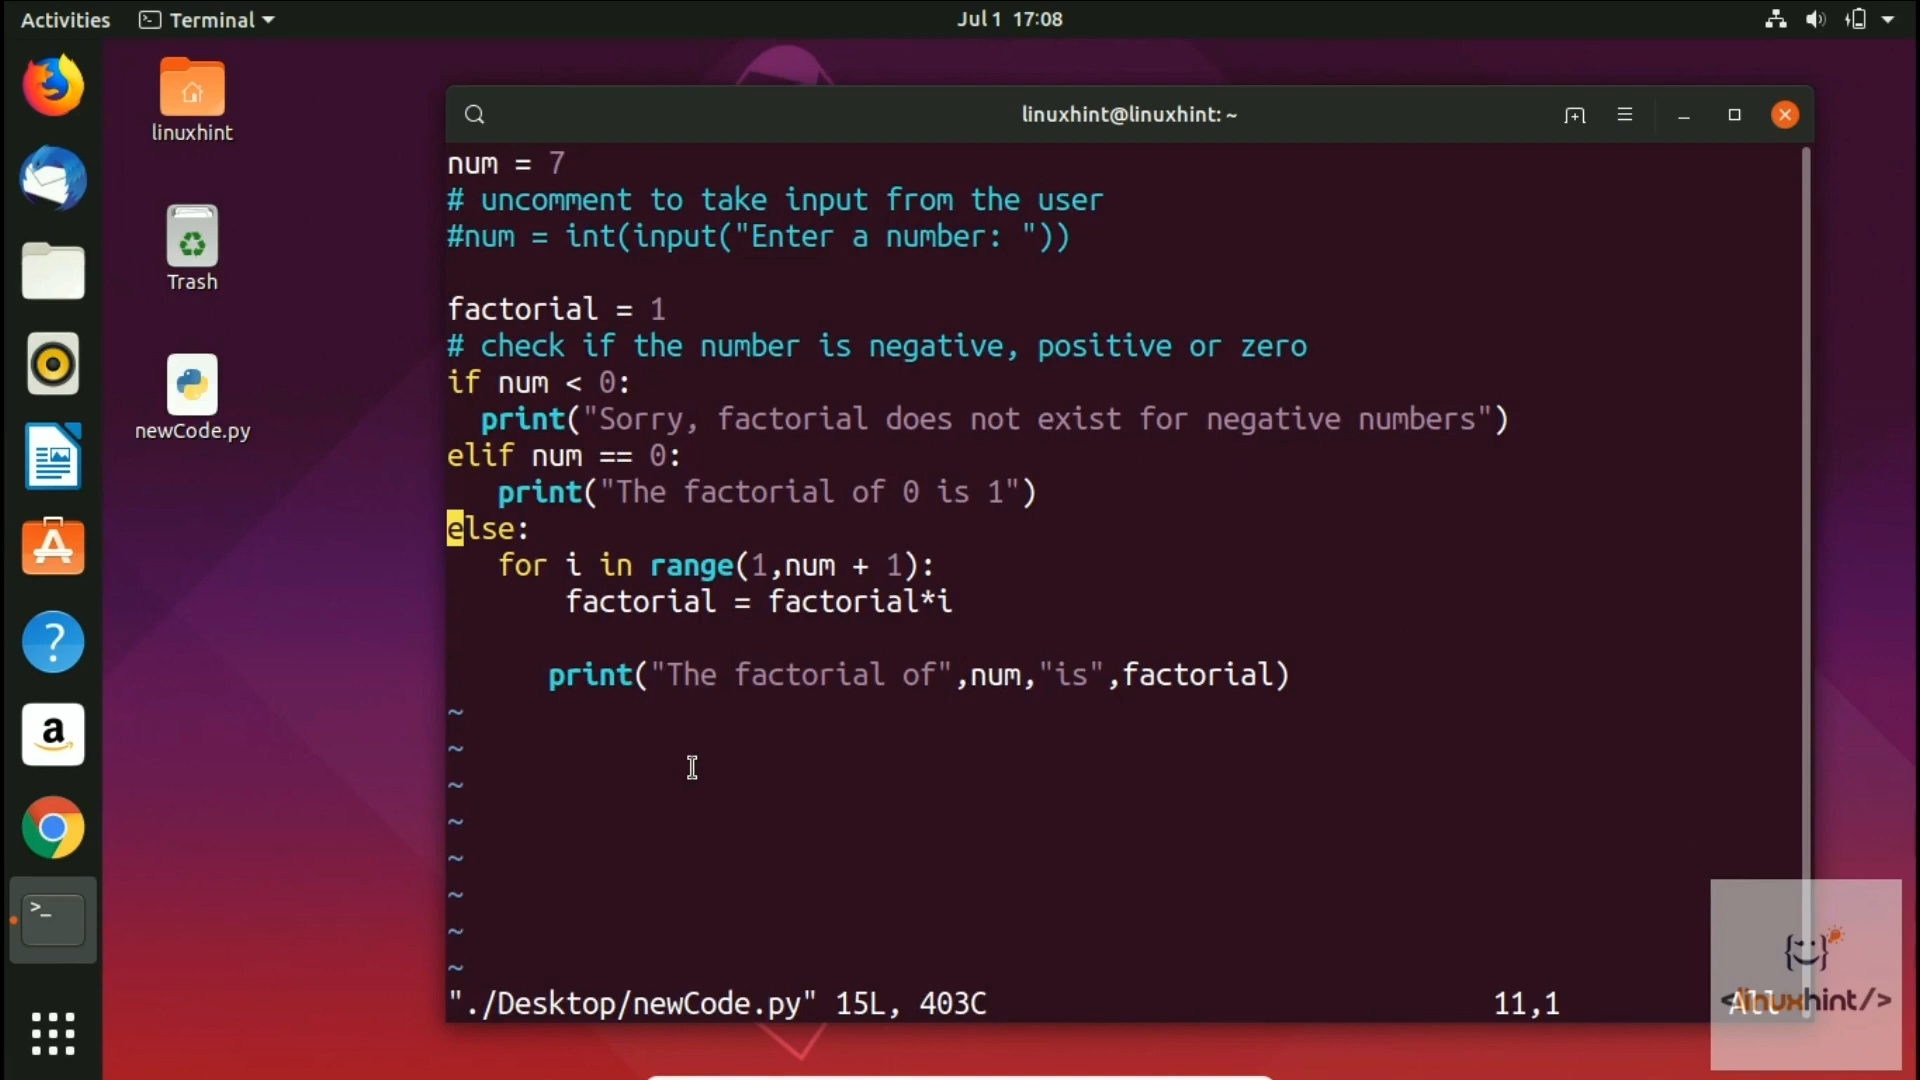 Activities Terminal Jul 1 17:08
linuxhint
Trash
newCode.py
linuxhint@linuxhint: ~
num = 7
# uncomment to take input from the user
#num = int(input("Enter a number: "))
factorial = 1
# check if the number is negative, positive or zero
if num < 0:
  print("Sorry, factorial does not exist for negative numbers")
elif num == 0:
   print("The factorial of 0 is 1")
else:
   for i in range(1,num + 1):
       factorial = factorial*i
      print("The factorial of",num,"is",factorial)
~
~
~
~
~
~
~
~
"./Desktop/newCode.py" 15L, 403C 11,1 All
<linuxhint/>